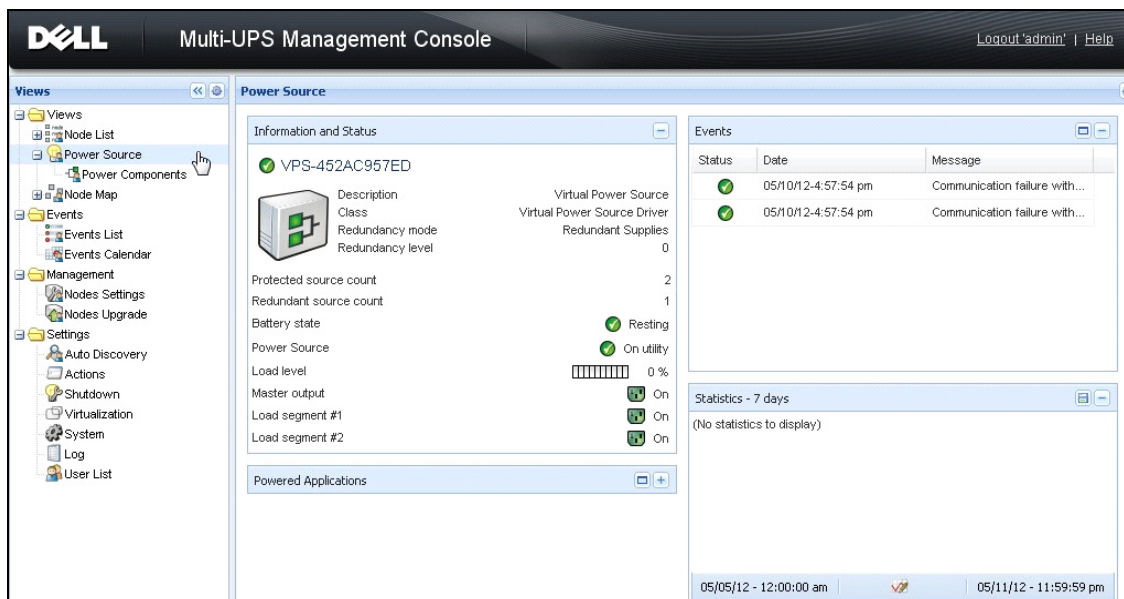 DELL
Multi-UPS Management Console
Logout 'admin' | Help
Views
Views
Node List
Power Source
Power Components
Node Map
Events
Events List
Events Calendar
Management
Nodes Settings
Nodes Upgrade
Settings
Auto Discovery
Actions
Shutdown
Virtualization
System
Log
User List
Power Source
Information and Status
VPS-452AC957ED
Description Virtual Power Source
Class Virtual Power Source Driver
Redundancy mode Redundant Supplies
Redundancy level 0
Protected source count 2
Redundant source count 1
Battery state Resting
Power Source On utility
Load level 0 %
Master output On
Load segment #1 On
Load segment #2 On
Powered Applications
Events
Status Date Message
05/10/12-4:57:54 pm Communication failure with...
05/10/12-4:57:54 pm Communication failure with...
Statistics - 7 days
(No statistics to display)
05/05/12 - 12:00:00 am 05/11/12 - 11:59:59 pm